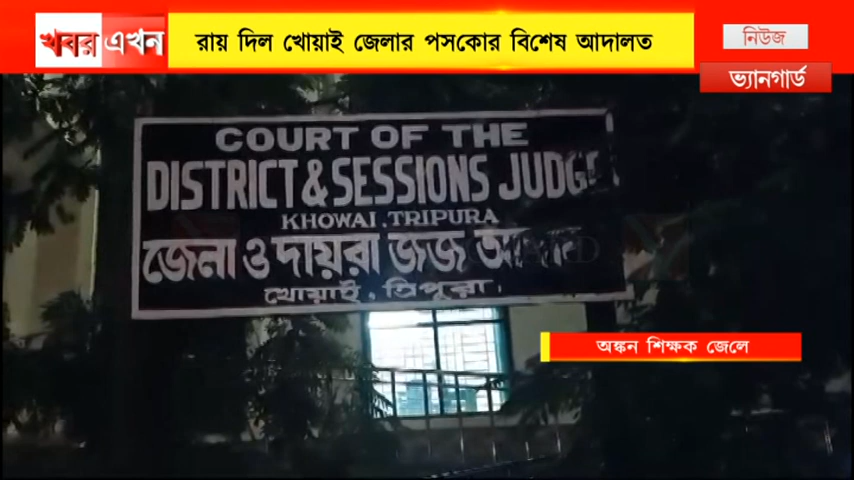 খবর এখন
রায় দিল খোয়াই জেলার পসকোর বিশেষ আদালত
নিউজ
ভ্যানগার্ড
COURT OF THE
DISTRICT & SESSIONS JUDGE
KHOWAI, TRIPURA
জেলা ও দায়রা জজ
খোয়াই, ত্রিপুরা।
অঙ্কন শিক্ষক জেলে